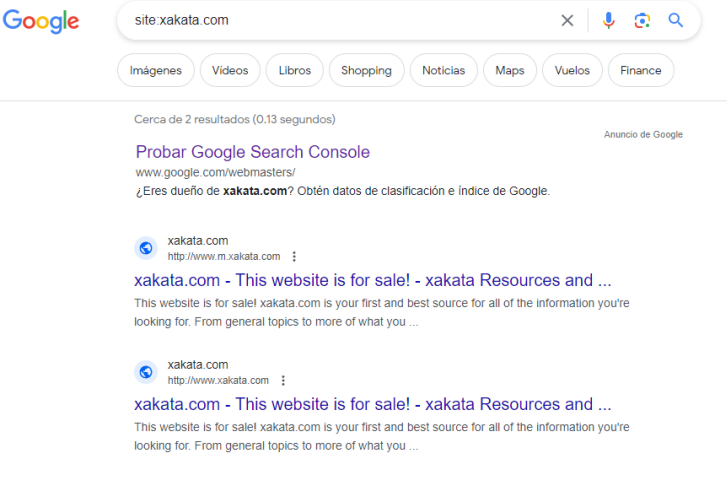 Google
site:xakata.com
Imágenes
Vídeos
Libros
Shopping
Noticias
Maps
Vuelos
Finance
Cerca de 2 resultados (0.13 segundos)
Anuncio de Google
Probar Google Search Console
www.google.com/webmasters/
¿Eres dueño de xakata.com? Obtén datos de clasificación e índice de Google.
xakata.com
http://www.m.xakata.com
xakata.com - This website is for sale! - xakata Resources and ...
This website is for sale! xakata.com is your first and best source for all of the information you're
looking for. From general topics to more of what you ...
xakata.com
http://www.xakata.com
xakata.com - This website is for sale! - xakata Resources and ...
This website is for sale! xakata.com is your first and best source for all of the information you're
looking for. From general topics to more of what you ...